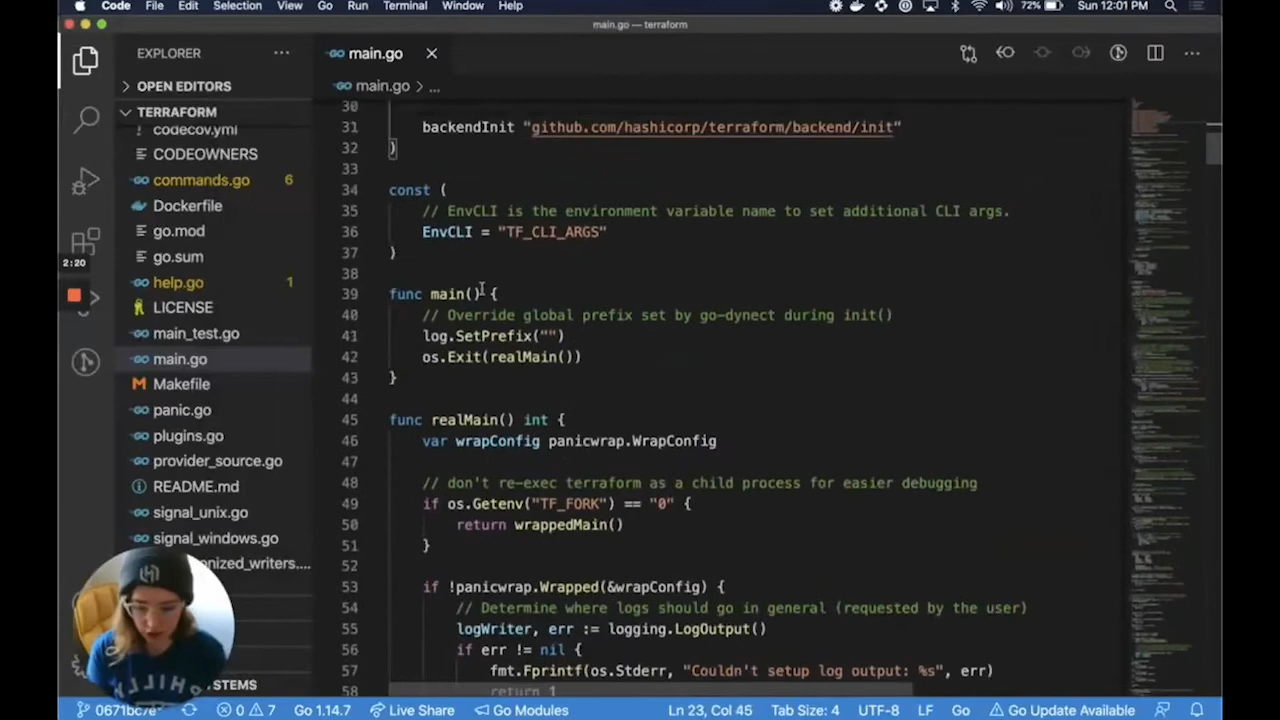 Code File Edit Selection View Go Run Terminal Window Help 72% Sun 12:01 PM
main.go — terraform
EXPLORER
main.go
OPEN EDITORS
main.go > ...
TERRAFORM
codecov.yml
CODEOWNERS
commands.go 6
Dockerfile
go.mod
go.sum
2:20
help.go 1
LICENSE
main_test.go
main.go
Makefile
panic.go
plugins.go
provider_source.go
README.md
signal_unix.go
signal_windows.go
onized_writers....
STEMS
30
31 backendInit "github.com/hashicorp/terraform/backend/init"
32 )
33
34 const (
35 // EnvCLI is the environment variable name to set additional CLI args.
36 EnvCLI = "TF_CLI_ARGS"
37 )
38
39 func main() {
40 // Override global prefix set by go-dynect during init()
41 log.SetPrefix("")
42 os.Exit(realMain())
43 }
44
45 func realMain() int {
46 var wrapConfig panicwrap.WrapConfig
47
48 // don't re-exec terraform as a child process for easier debugging
49 if os.Getenv("TF_FORK") == "0" {
50 return wrappedMain()
51 }
52
53 if !panicwrap.Wrapped(&wrapConfig) {
54 // Determine where logs should go in general (requested by the user)
55 logWriter, err := logging.LogOutput()
56 if err != nil {
57 fmt.Fprintf(os.Stderr, "Couldn't setup log output: %s", err)
58 return 1
0671bc7e 0 7 Go 1.14.7 Live Share Go Modules Ln 23, Col 45 Tab Size: 4 UTF-8 LF Go Go Update Available